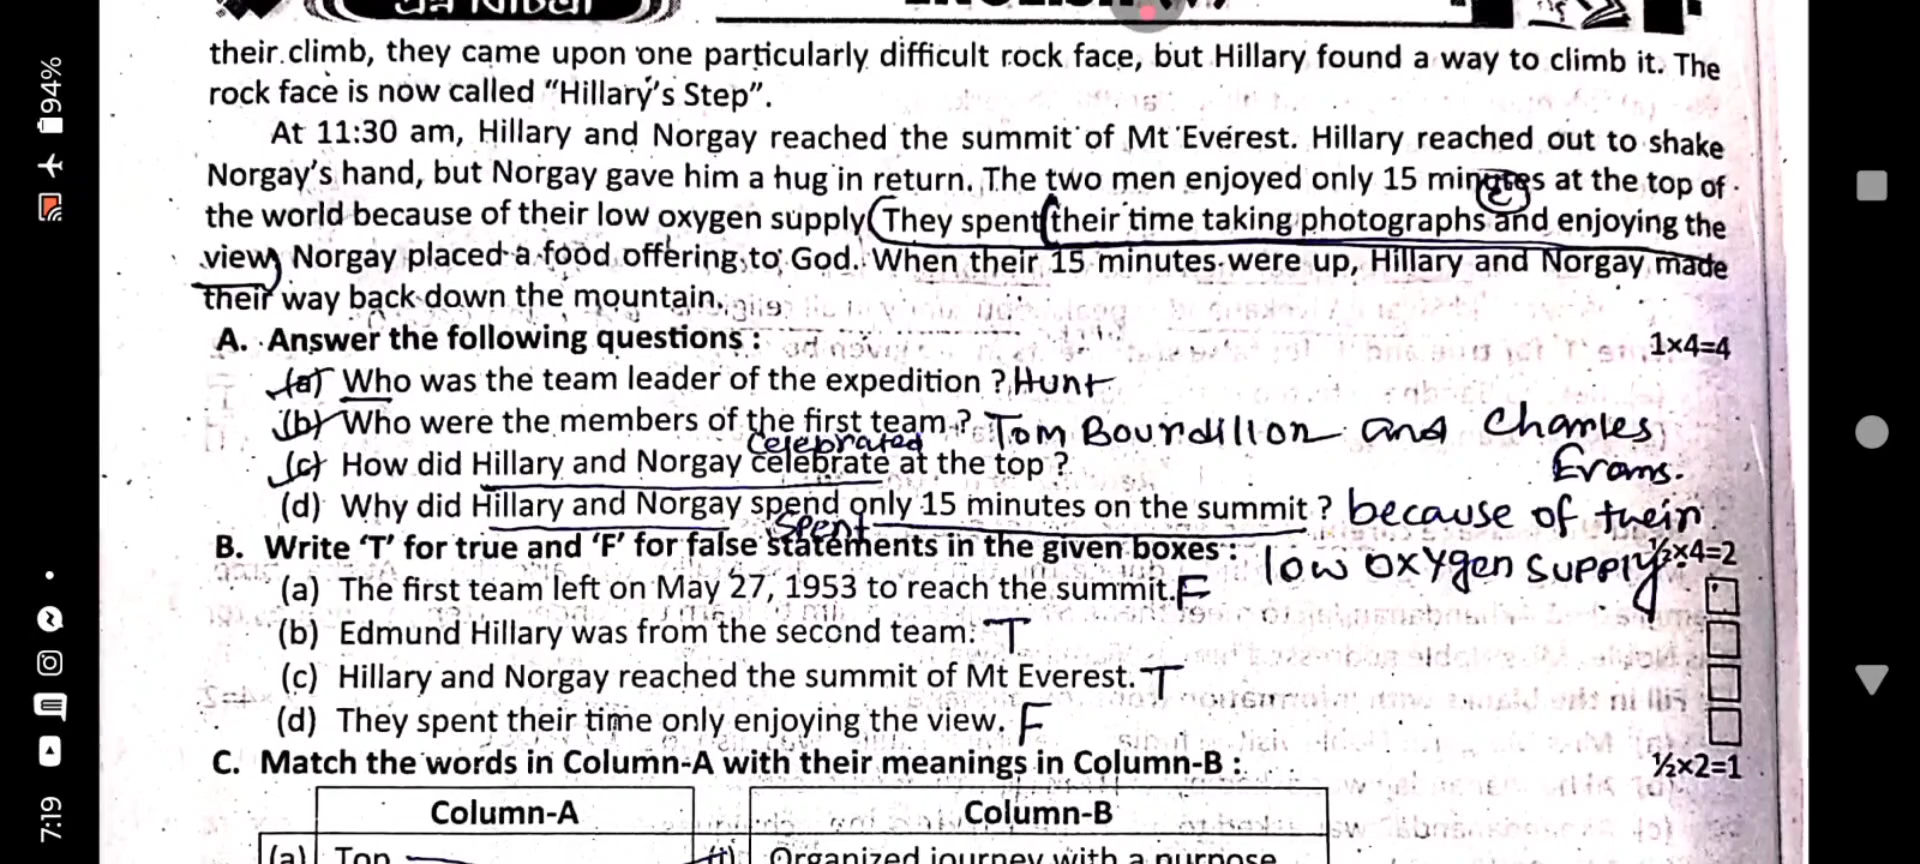 their climb, they came upon one particularly difficult rock face, but Hillary found a way to climb it. The
rock face is now called "Hillary's Step".
At 11:30 am, Hillary and Norgay reached the summit of Mt Everest. Hillary reached out to shake
Norgay's hand, but Norgay gave him a hug in return. The two men enjoyed only 15 minutes at the top of
the world because of their low oxygen supply (They spent (their time taking photographs and enjoying the
view) Norgay placed a food offering to God. When their 15 minutes were up, Hillary and Norgay made
their way back down the mountain.
A. Answer the following questions : 1×4=4
(a) Who was the team leader of the expedition ? Hunt
(b) Who were the members of the first team ? Tom Bourdillon and Charles
celebrated
Evans.
(c) How did Hillary and Norgay celebrate at the top ?
(d) Why did Hillary and Norgay spend only 15 minutes on the summit ? because of their
spent
B. Write 'T' for true and 'F' for false statements in the given boxes : low oxygen supply ½×4=2
(a) The first team left on May 27, 1953 to reach the summit. F
(b) Edmund Hillary was from the second team. T
(c) Hillary and Norgay reached the summit of Mt Everest. T
(d) They spent their time only enjoying the view. F
C. Match the words in Column-A with their meanings in Column-B : ½×2=1
Column-A Column-B
(a) Top (i) Organized journey with a purpose
94%
7:19